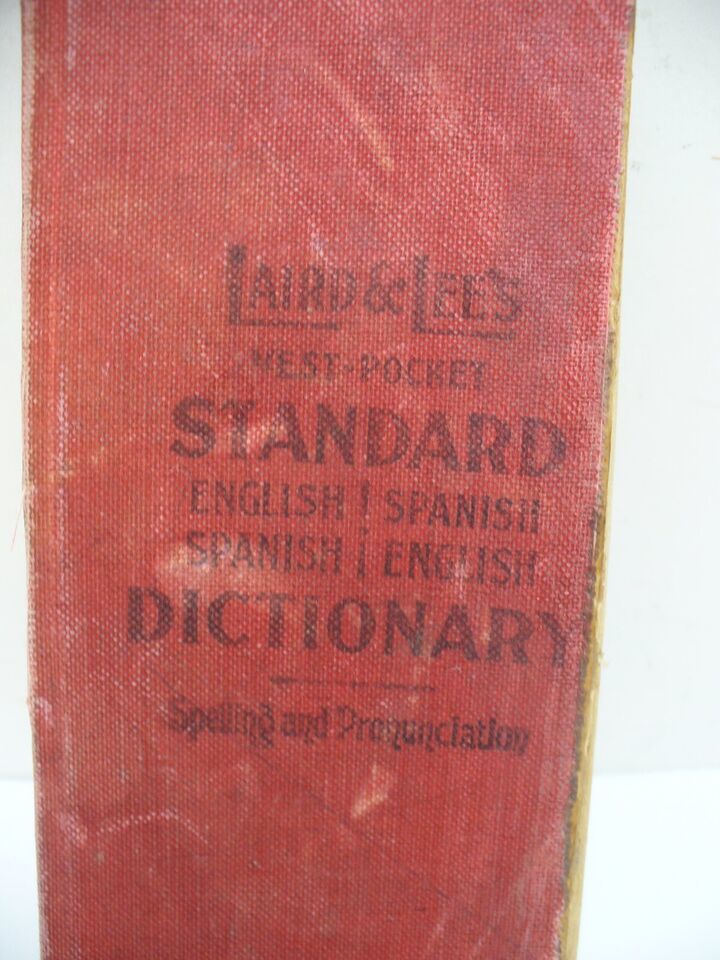 LAIRD & LEE'S
VEST-POCKET
STANDARD
ENGLISH | SPANISH
SPANISH | ENGLISH
DICTIONARY
Spelling and Pronunciation